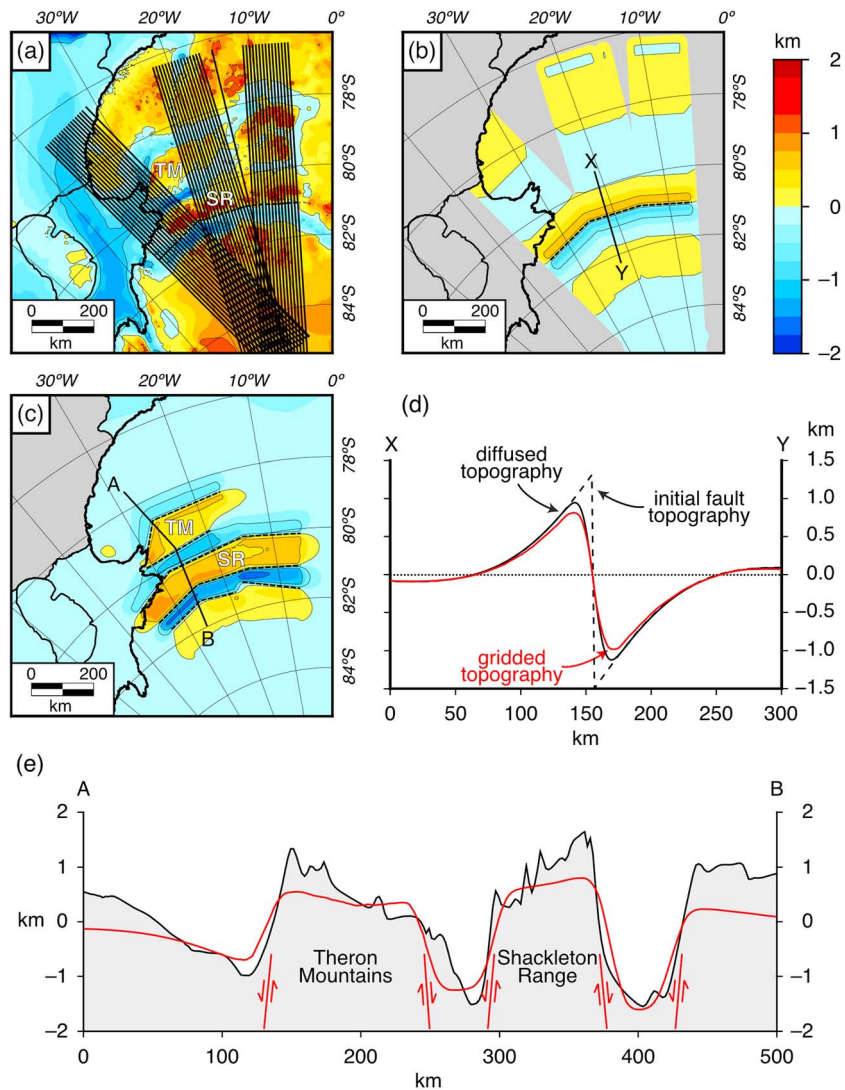 30ºW 20ºW 10ºW 0º
(a)
TM
SR
78ºS
80ºS
82ºS
84ºS
0 200
km
30ºW 20ºW 10ºW 0º
(b)
X
Y
78ºS
80ºS
82ºS
84ºS
0 200
km
km
2
1
0
−1
−2
30ºW 20ºW 10ºW 0º
(c)
A
TM
SR
B
78ºS
80ºS
82ºS
84ºS
0 200
km
(d)
X Y
km
diffused
topography
initial fault
topography
gridded
topography
1.5
1.0
0.5
0.0
-0.5
-1.0
-1.5
0 50 100 150 200 250 300
km
(e)
A B
2 2
1 1
km 0 0 km
−1 −1
−2 −2
Theron
Mountains
Shackleton
Range
0 100 200 300 400 500
km